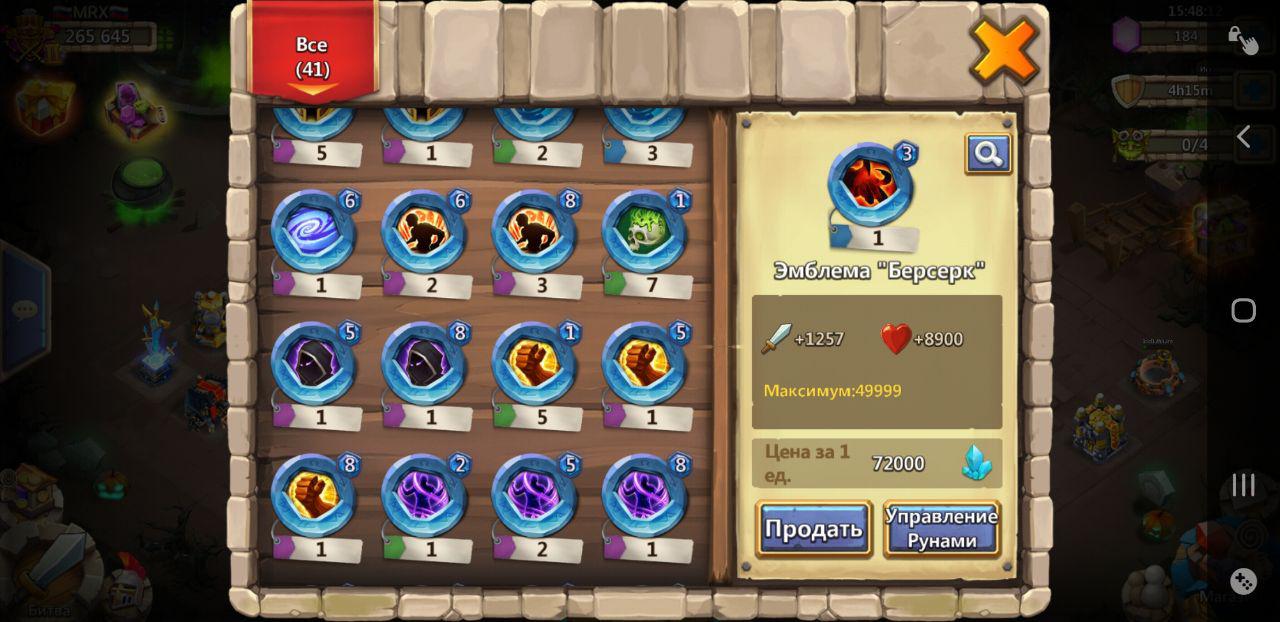 MRX
265 645
Все
(41)
15:48:12
184
4h15m
0/4
5 1 2 3
6 6 8 1
1 2 3 7
5 8 1 5
1 1 5 1
8 2 5 8
1 1 2 1
3
1
Эмблема "Берсерк"
+1257 +8900
Максимум:49999
Цена за 1
ед. 72000
Продать
Управление
Рунами
Битва